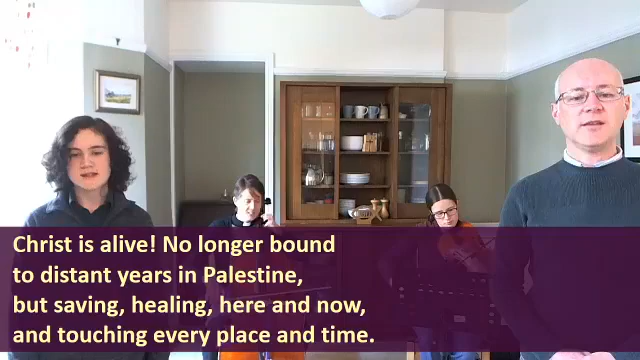 Christ is alive! No longer bound
to distant years in Palestine,
but saving, healing, here and now,
and touching every place and time.